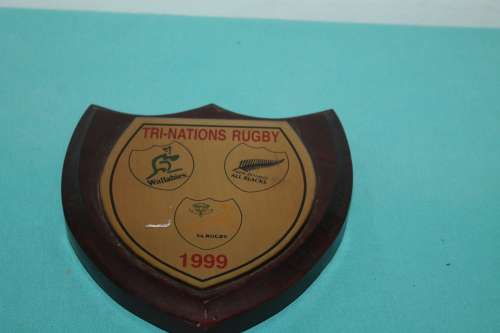 TRI-NATIONS RUGBY
Wallabies
ALL BLACKS
SA RUGBY
1999